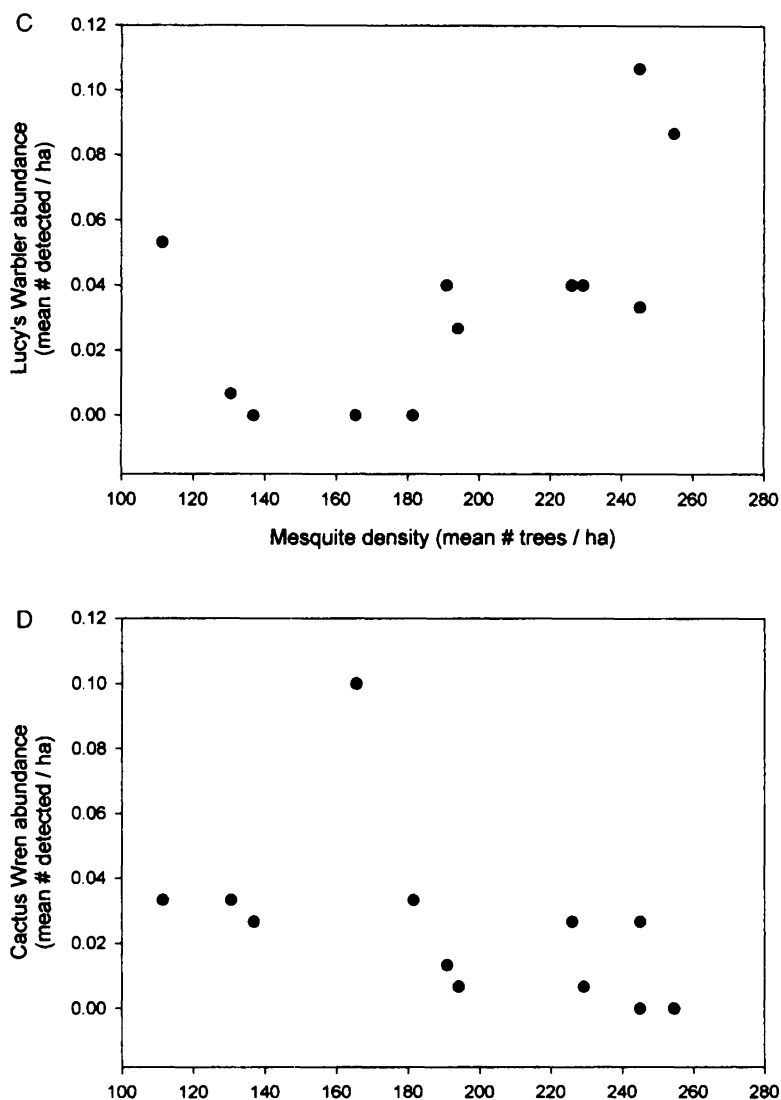 C
Lucy's Warbler abundance
(mean # detected / ha)
0.12
0.10
0.08
0.06
0.04
0.02
0.00
100 120 140 160 180 200 220 240 260 280
Mesquite density (mean # trees / ha)
D
Cactus Wren abundance
(mean # detected / ha)
0.12
0.10
0.08
0.06
0.04
0.02
0.00
100 120 140 160 180 200 220 240 260 280